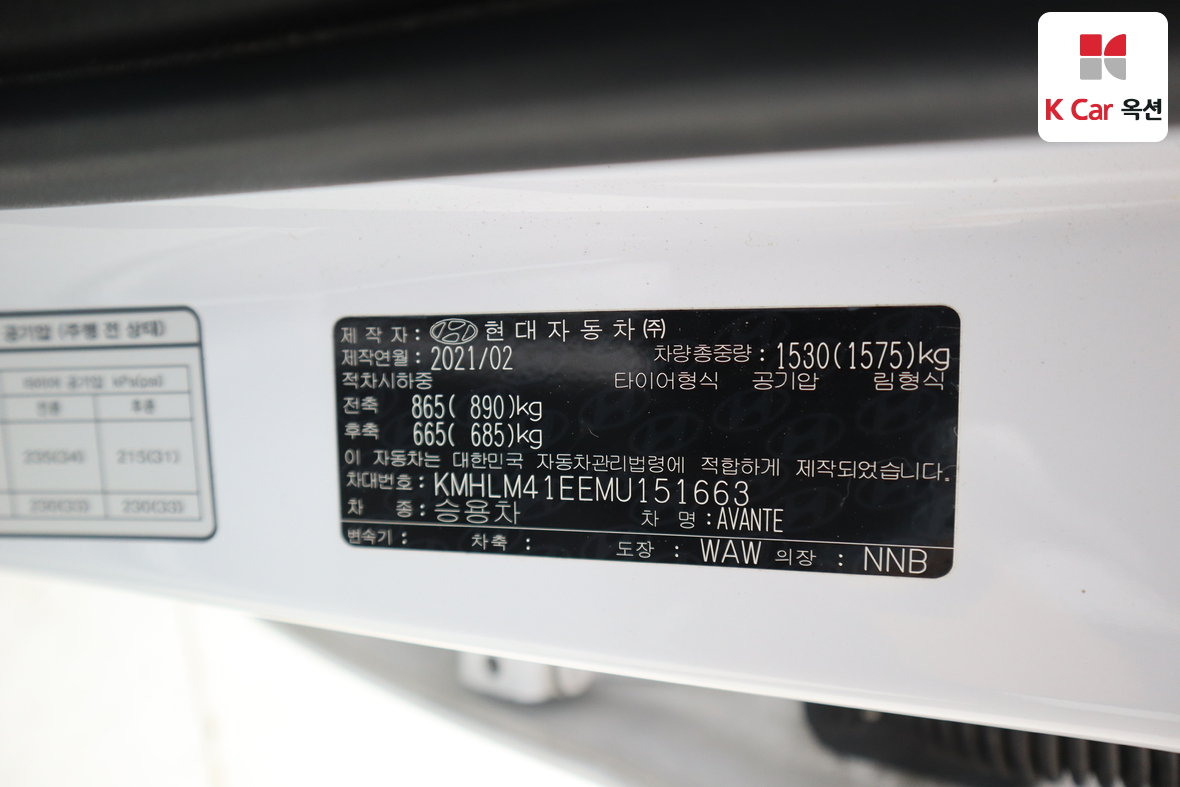 K Car 옥션
공기압 (주행 전 상태)
공기압 kPa(psi)
전륜 후륜
235(34) 215(31)
230(33) 230(33)
제 작 자 : 현 대 자 동 차 ㈜
제작연월 : 2021/02 차량총중량 : 1530(1575)kg
적차시하중 타이어형식 공기압 림형식
전축 865( 890)kg
후축 665( 685)kg
이 자동차는 대한민국 자동차관리법령에 적합하게 제작되었습니다.
차대번호 : KMHLM41EEMU151663
차 종 : 승용차 차 명 : AVANTE
변속기 : 차축 : 도장 : WAW 의장 : NNB